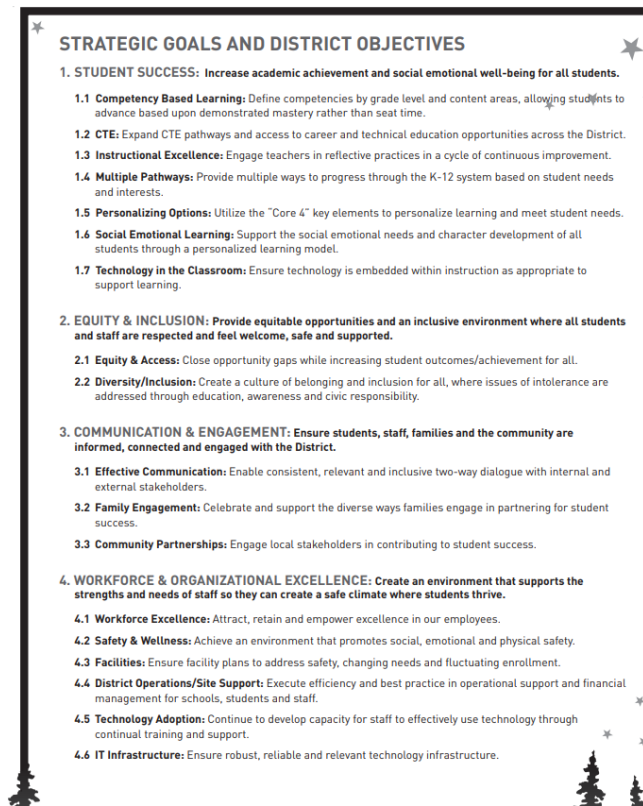 STRATEGIC GOALS AND DISTRICT OBJECTIVES
1. STUDENT SUCCESS: Increase academic achievement and social emotional well-being for all students.
1.1 Competency Based Learning: Define competencies by grade level and content areas, allowing students to
advance based upon demonstrated mastery rather than seat time.
1.2 CTE: Expand CTE pathways and access to career and technical education opportunities across the District.
1.3 Instructional Excellence: Engage teachers in reflective practices in a cycle of continuous improvement.
1.4 Multiple Pathways: Provide multiple ways to progress through the K-12 system based on student needs
and interests.
1.5 Personalizing Options: Utilize the "Core 4" key elements to personalize learning and meet student needs.
1.6 Social Emotional Learning: Support the social emotional needs and character development of all
students through a personalized learning model.
1.7 Technology in the Classroom: Ensure technology is embedded within instruction as appropriate to
support learning.
2. EQUITY & INCLUSION: Provide equitable opportunities and an inclusive environment where all students
and staff are respected and feel welcome, safe and supported.
2.1 Equity & Access: Close opportunity gaps while increasing student outcomes/achievement for all.
2.2 Diversity/Inclusion: Create a culture of belonging and inclusion for all, where issues of intolerance are
addressed through education, awareness and civic responsibility.
3. COMMUNICATION & ENGAGEMENT: Ensure students, staff, families and the community are
informed, connected and engaged with the District.
3.1 Effective Communication: Enable consistent, relevant and inclusive two-way dialogue with internal and
external stakeholders.
3.2 Family Engagement: Celebrate and support the diverse ways families engage in partnering for student
success.
3.3 Community Partnerships: Engage local stakeholders in contributing to student success.
4. WORKFORCE & ORGANIZATIONAL EXCELLENCE: Create an environment that supports the
strengths and needs of staff so they can create a safe climate where students thrive.
4.1 Workforce Excellence: Attract, retain and empower excellence in our employees.
4.2 Safety & Wellness: Achieve an environment that promotes social, emotional and physical safety.
4.3 Facilities: Ensure facility plans to address safety, changing needs and fluctuating enrollment.
4.4 District Operations/Site Support: Execute efficiency and best practice in operational support and financial
management for schools, students and staff.
4.5 Technology Adoption: Continue to develop capacity for staff to effectively use technology through
continual training and support.
4.6 IT Infrastructure: Ensure robust, reliable and relevant technology infrastructure.